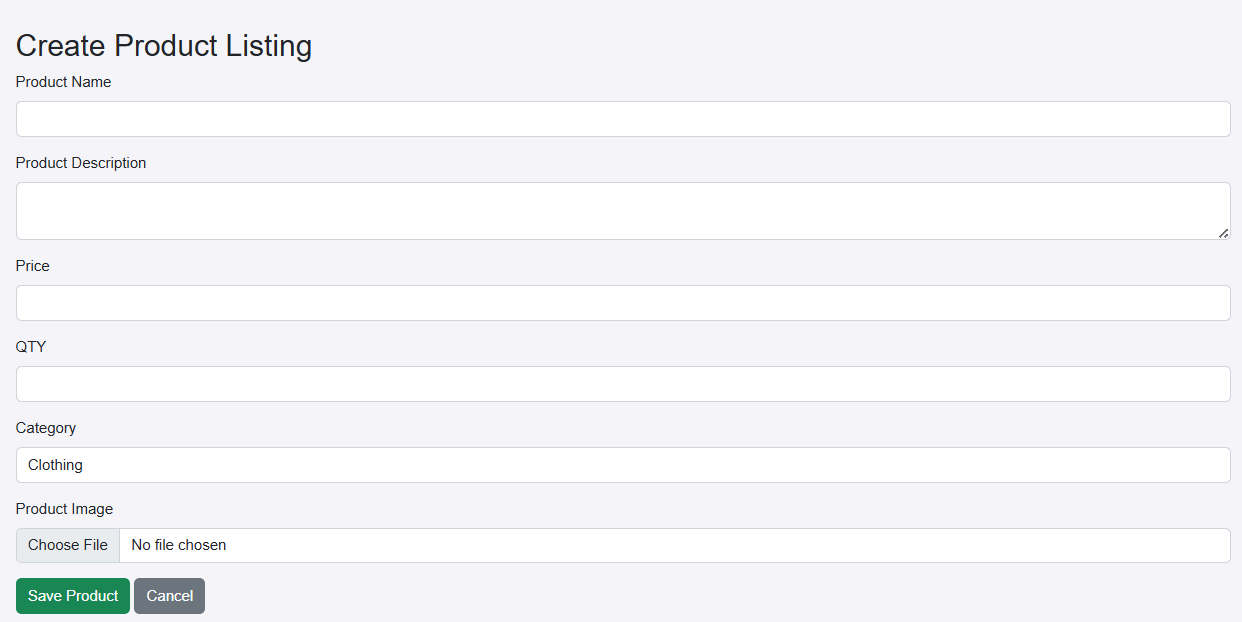 Create Product Listing
Product Name
Product Description
Price
QTY
Category
Clothing
Product Image
Choose File No file chosen
Save Product Cancel